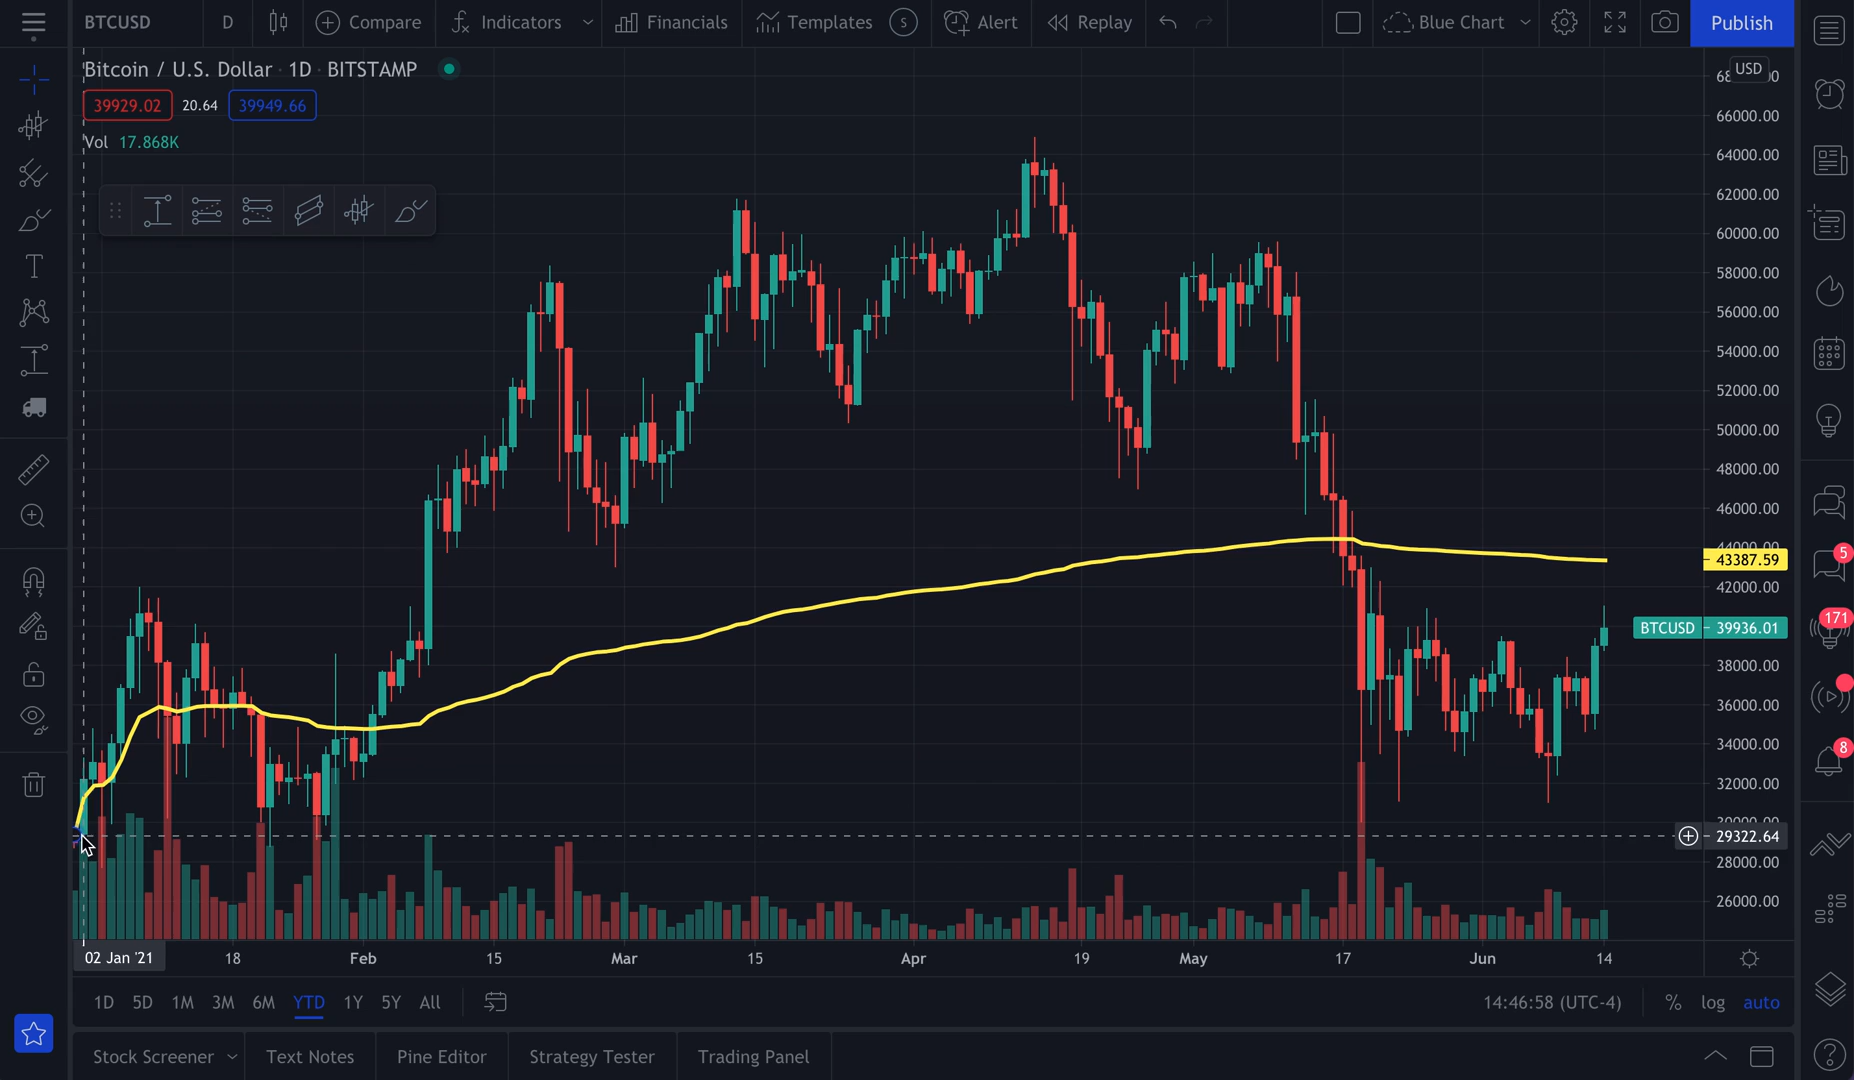 BTCUSD D Compare Indicators Financials Templates S Alert Replay Blue Chart Publish
Bitcoin / U.S. Dollar · 1D · BITSTAMP
USD
39929.02 20.64 39949.66
Vol 17.868K
66000.00
64000.00
62000.00
60000.00
58000.00
56000.00
54000.00
52000.00
50000.00
48000.00
46000.00
44000.00
43387.59
42000.00
BTCUSD 39936.01
38000.00
36000.00
34000.00
32000.00
30000.00
29322.64
28000.00
26000.00
5
171
8
02 Jan '21 18 Feb 15 Mar 15 Apr 19 May 17 Jun 14
1D 5D 1M 3M 6M YTD 1Y 5Y All 14:46:58 (UTC-4) % log auto
Stock Screener Text Notes Pine Editor Strategy Tester Trading Panel